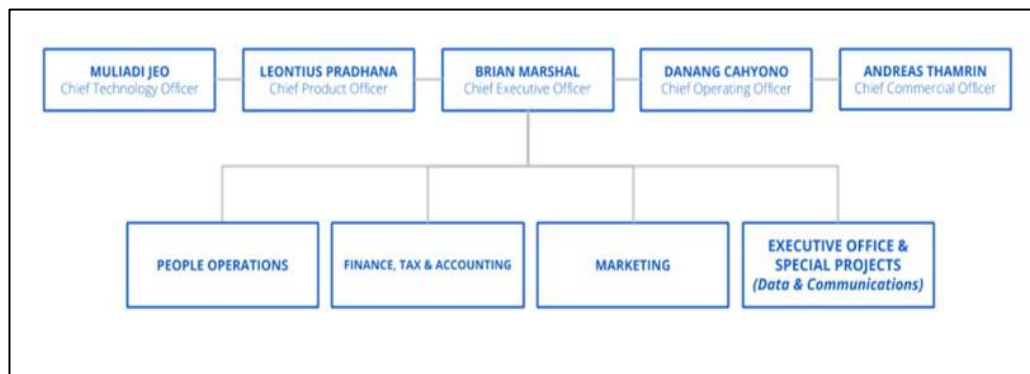 MULIADI JEO
Chief Technology Officer
LEONTIUS PRADHANA
Chief Product Officer
BRIAN MARSHAL
Chief Executive Officer
DANANG CAHYONO
Chief Operating Officer
ANDREAS THAMRIN
Chief Commercial Officer
PEOPLE OPERATIONS
FINANCE, TAX & ACCOUNTING
MARKETING
EXECUTIVE OFFICE &
SPECIAL PROJECTS
(Data & Communications)